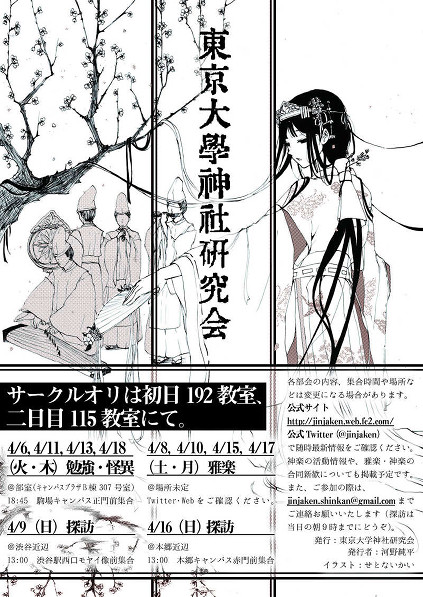 東京大學神社研究会
サークルオリは初日192教室、
二日目115教室にて。
4/6, 4/11, 4/13, 4/18
(火・木) 勉強・怪異
@部室(キャンパスプラザB棟307号室)
18:45 駒場キャンパス正門前集合
4/9 (日) 探訪
@渋谷近辺
13:00 渋谷駅西口モヤイ像前集合
4/8, 4/10, 4/15, 4/17
(土・月) 雅楽
@場所未定
Twitter・Webをご確認ください。
4/16 (日) 探訪
@本郷近辺
13:00 本郷キャンパス赤門前集合
各部会の内容、集合時間や場所な
どは変更になる場合があります。
公式サイト
http://jinjaken.web.fc2.com/
公式Twitter (@jinjaken)
で随時最新情報をご確認ください。
神楽の活動情報や、雅楽・神楽の
合同新歓についても掲載予定です。
また、ご参加の際は、
jinjaken.shinkan@gmail.com まで
ご連絡お願いいたします(探訪は
当日の朝9時までにどうぞ)。
発行:東京大學神社研究会
発行者:河野純平
イラスト:せとないかい